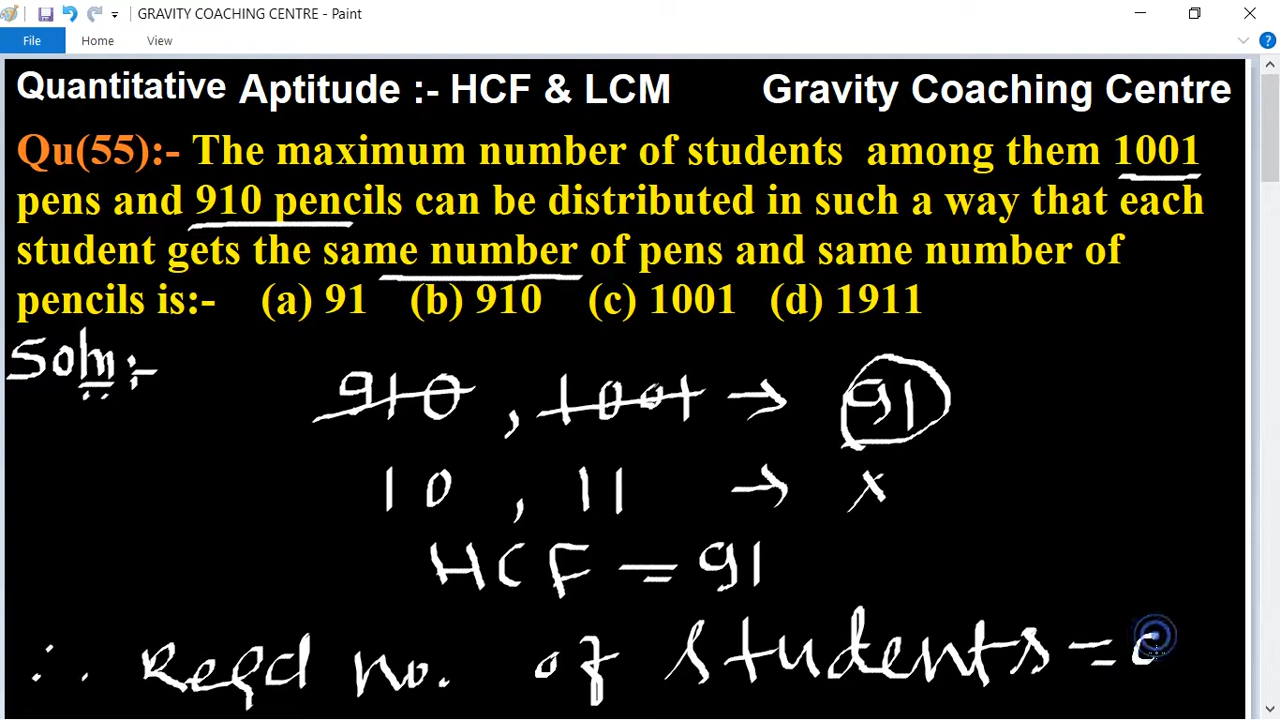 GRAVITY COACHING CENTRE - Paint
File Home View
Quantitative Aptitude :- HCF & LCM Gravity Coaching Centre
Qu(55):- The maximum number of students among them 1001
pens and 910 pencils can be distributed in such a way that each
student gets the same number of pens and same number of
pencils is:- (a) 91 (b) 910 (c) 1001 (d) 1911
Soln:-
910 , 1001 → 91
10 , 11 → x
HCF = 91
∴ Reqd no. of students =